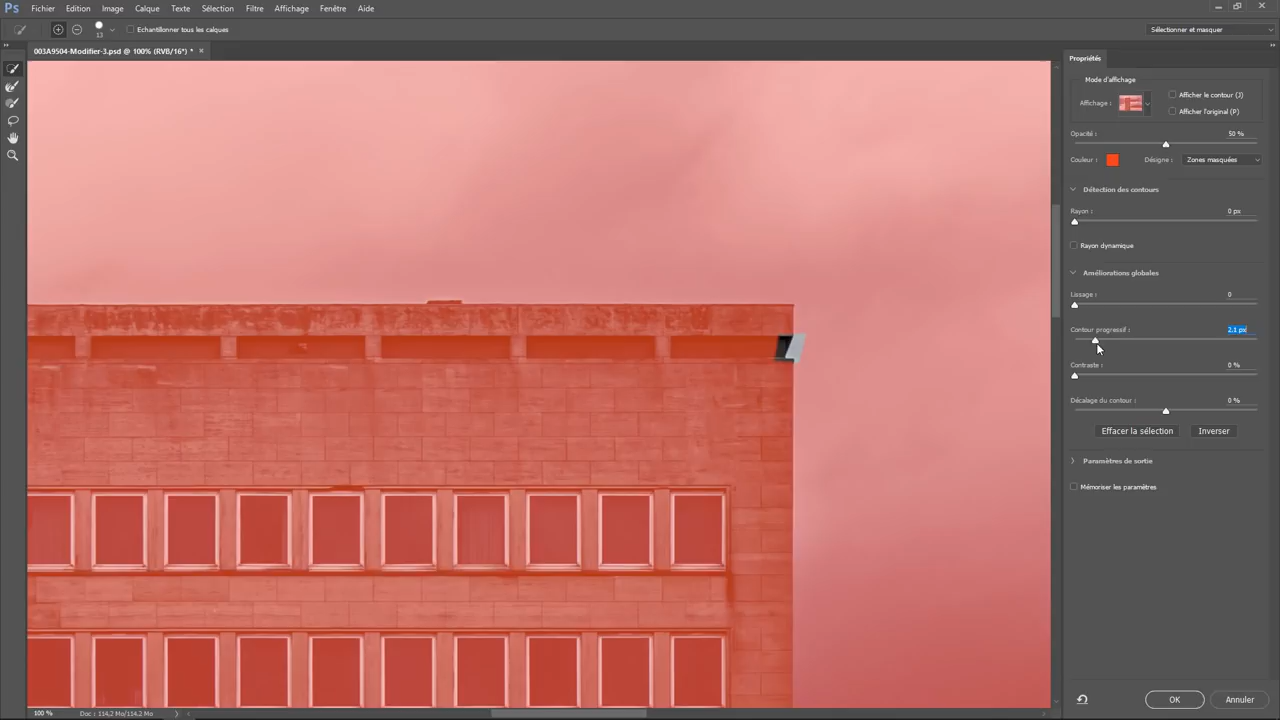 Ps Fichier Edition Image Calque Texte Sélection Filtre Affichage Fenêtre Aide
13 Echantillonner tous les calques Sélectionner et masquer
003A9504-Modifier-3.psd @ 100% (RVB/16*) * ×
Propriétés
Mode d'affichage
Affichage : Afficher le contour (J)
Afficher l'original (P)
Opacité : 50 %
Couleur : Désigne : Zones masquées
Détection des contours
Rayon : 0 px
Rayon dynamique
Améliorations globales
Lissage : 0
Contour progressif : 2,1 px
Contraste : 0 %
Décalage du contour : 0 %
Effacer la sélection Inverser
Paramètres de sortie
Mémoriser les paramètres
OK Annuler
100 % Doc : 114,2 Mo/114,2 Mo